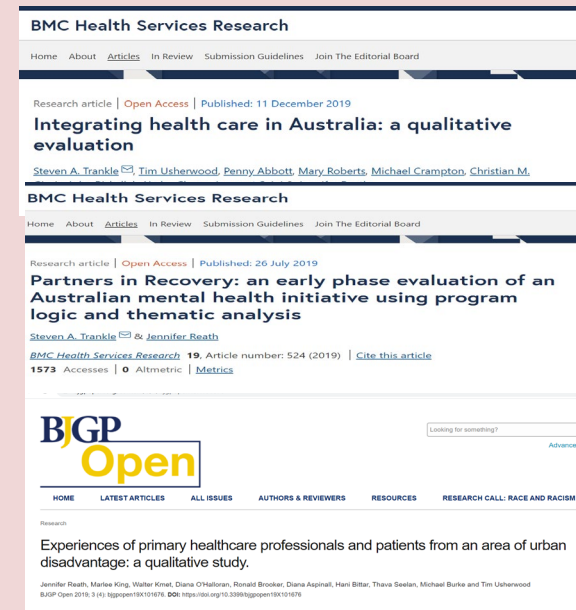 BMC Health Services Research
Home About Articles In Review Submission Guidelines Join The Editorial Board
Research article | Open Access | Published: 11 December 2019
Integrating health care in Australia: a qualitative
evaluation
Steven A. Trankle, Tim Usherwood, Penny Abbott, Mary Roberts, Michael Crampton, Christian M.
BMC Health Services Research
Home About Articles In Review Submission Guidelines Join The Editorial Board
Research article | Open Access | Published: 26 July 2019
Partners in Recovery: an early phase evaluation of an
Australian mental health initiative using program
logic and thematic analysis
Steven A. Trankle & Jennifer Reath
BMC Health Services Research 19, Article number: 524 (2019) | Cite this article
1573 Accesses | 0 Altmetric | Metrics
BJGP
Open
Looking for something?
Advance
HOME LATEST ARTICLES ALL ISSUES AUTHORS & REVIEWERS RESOURCES RESEARCH CALL: RACE AND RACISM
Research
Experiences of primary healthcare professionals and patients from an area of urban
disadvantage: a qualitative study.
Jennifer Reath, Marlee King, Walter Kmet, Diana O'Halloran, Ronald Brooker, Diana Aspinall, Hani Bittar, Thava Seelan, Michael Burke and Tim Usherwood
BJGP Open 2019; 3 (4): bjgpopen19X101676. DOI: https://doi.org/10.3399/bjgpopen19X101676